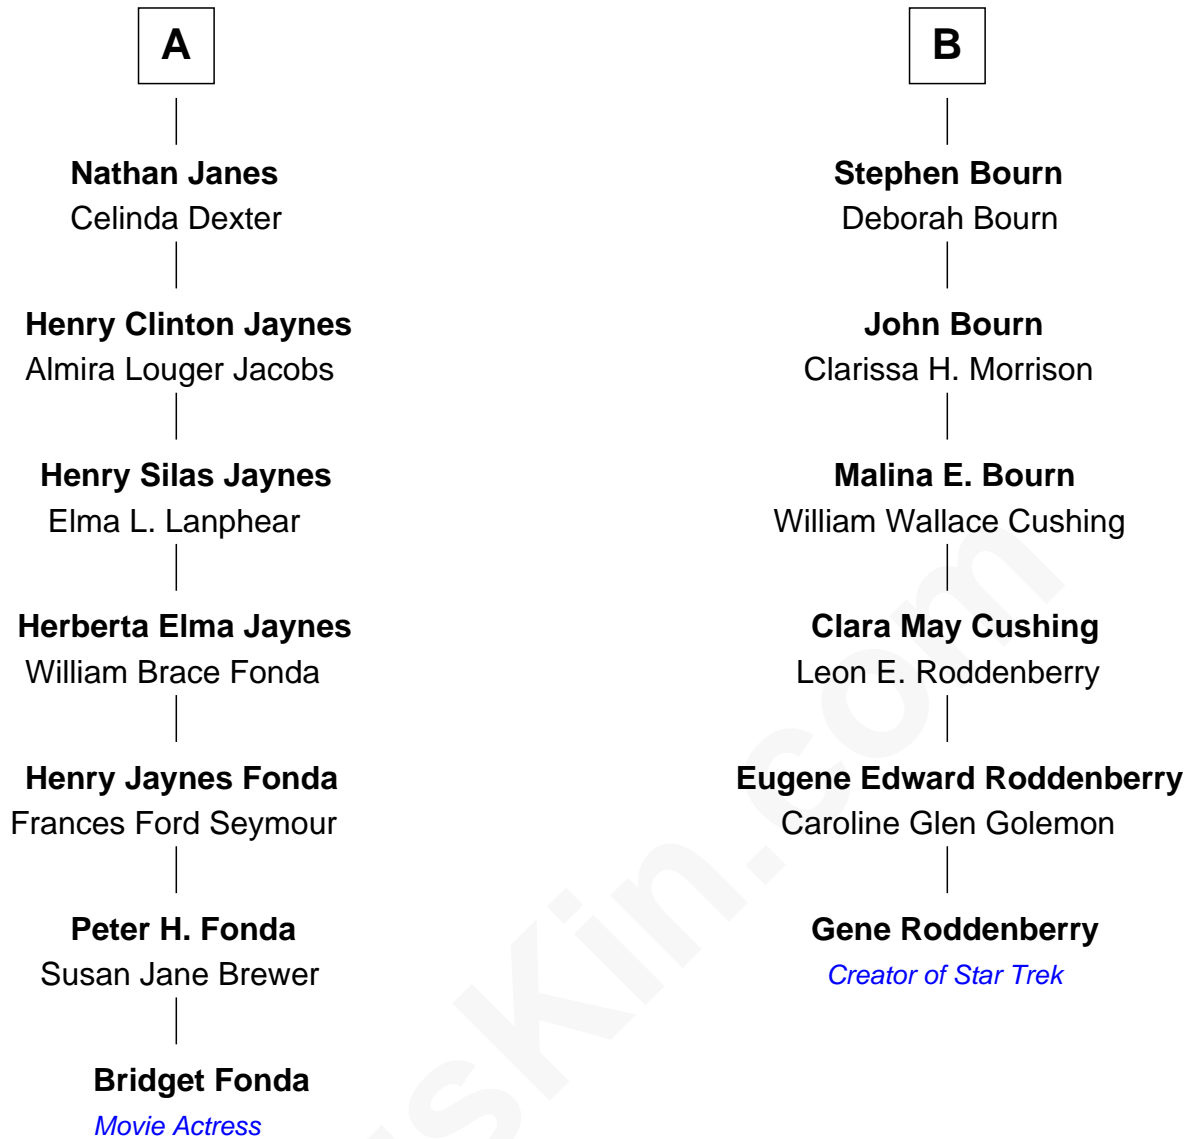 A
Nathan Janes
Celinda Dexter
Henry Clinton Jaynes
Almira Louger Jacobs
Henry Silas Jaynes
Elma L. Lanphear
Herberta Elma Jaynes
William Brace Fonda
Henry Jaynes Fonda
Frances Ford Seymour
Peter H. Fonda
Susan Jane Brewer
Bridget Fonda
Movie Actress
B
Stephen Bourn
Deborah Bourn
John Bourn
Clarissa H. Morrison
Malina E. Bourn
William Wallace Cushing
Clara May Cushing
Leon E. Roddenberry
Eugene Edward Roddenberry
Caroline Glen Golemon
Gene Roddenberry
Creator of Star Trek